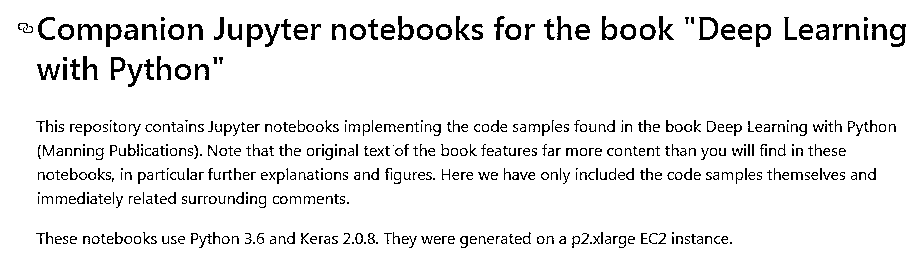 Companion Jupyter notebooks for the book "Deep Learning
with Python"
This repository contains Jupyter notebooks implementing the code samples found in the book Deep Learning with Python
(Manning Publications). Note that the original text of the book features far more content than you will find in these
notebooks, in particular further explanations and figures. Here we have only included the code samples themselves and
immediately related surrounding comments.
These notebooks use Python 3.6 and Keras 2.0.8. They were generated on a p2.xlarge EC2 instance.